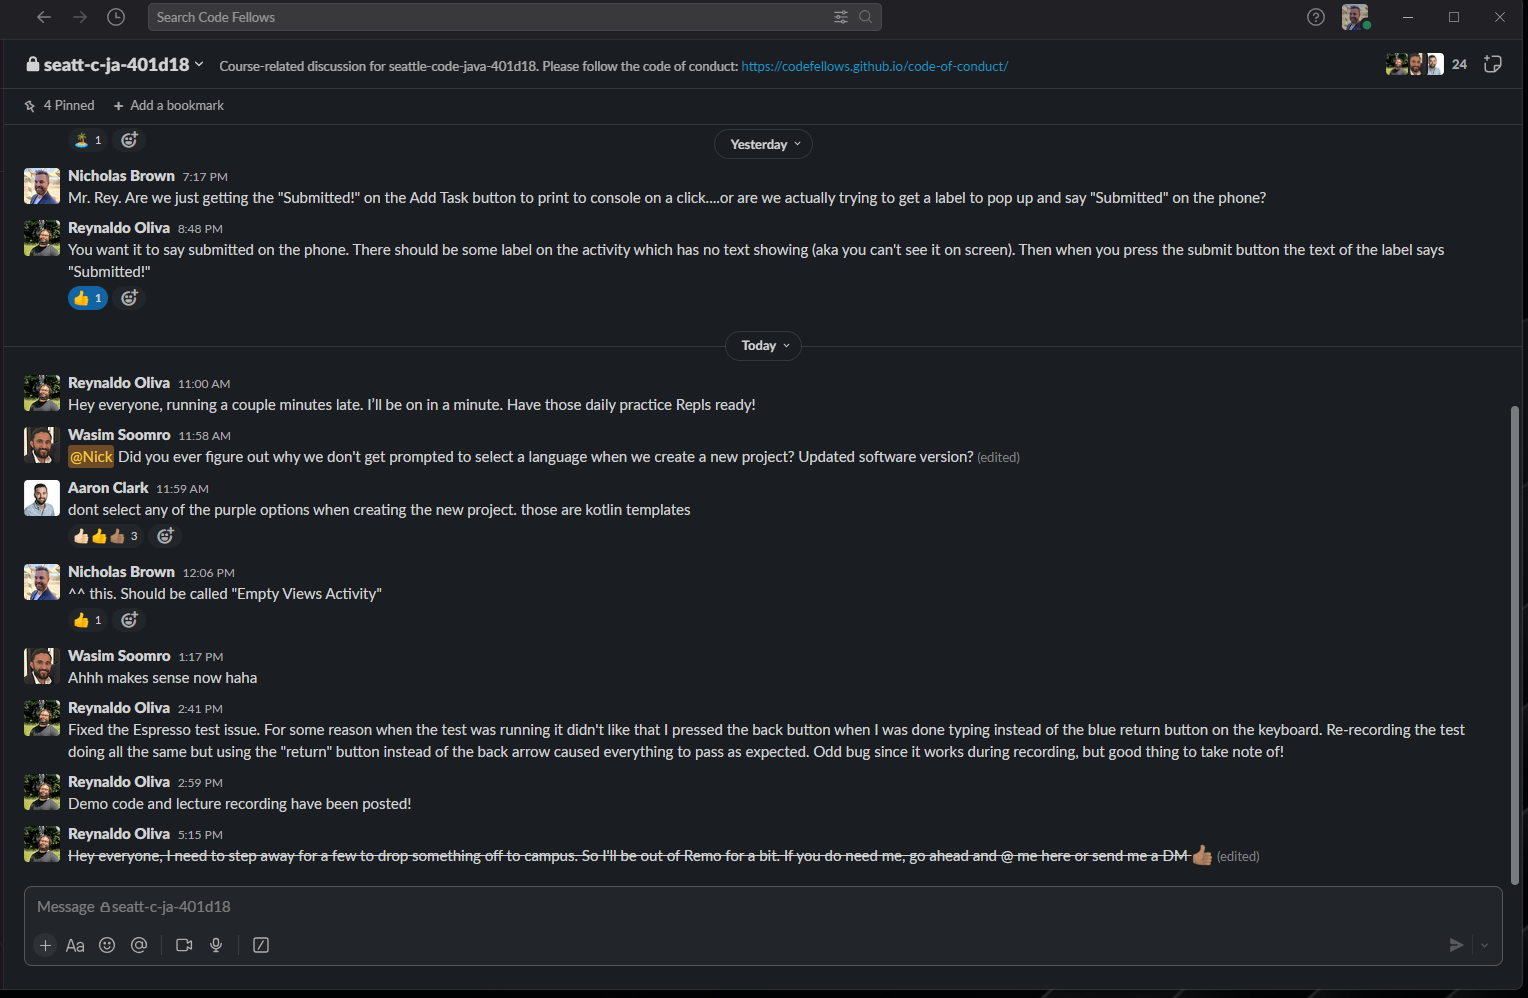 Search Code Fellows
seatt-c-ja-401d18 Course-related discussion for seattle-code-java-401d18. Please follow the code of conduct: https://codefellows.github.io/code-of-conduct/ 24
4 Pinned + Add a bookmark
1
Yesterday
Nicholas Brown 7:17 PM
Mr. Rey. Are we just getting the "Submitted!" on the Add Task button to print to console on a click....or are we actually trying to get a label to pop up and say "Submitted" on the phone?
Reynaldo Oliva 8:48 PM
You want it to say submitted on the phone. There should be some label on the activity which has no text showing (aka you can't see it on screen). Then when you press the submit button the text of the label says
"Submitted!"
👍 1
Today
Reynaldo Oliva 11:00 AM
Hey everyone, running a couple minutes late. I’ll be on in a minute. Have those daily practice Repls ready!
Wasim Soomro 11:58 AM
@Nick Did you ever figure out why we don't get prompted to select a language when we create a new project? Updated software version? (edited)
Aaron Clark 11:59 AM
dont select any of the purple options when creating the new project. those are kotlin templates
3
Nicholas Brown 12:06 PM
^^ this. Should be called "Empty Views Activity"
👍 1
Wasim Soomro 1:17 PM
Ahhh makes sense now haha
Reynaldo Oliva 2:41 PM
Fixed the Espresso test issue. For some reason when the test was running it didn't like that I pressed the back button when I was done typing instead of the blue return button on the keyboard. Re-recording the test
doing all the same but using the "return" button instead of the back arrow caused everything to pass as expected. Odd bug since it works during recording, but good thing to take note of!
Reynaldo Oliva 2:59 PM
Demo code and lecture recording have been posted!
Reynaldo Oliva 5:15 PM
Hey everyone, I need to step away for a few to drop something off to campus. So I'll be out of Remo for a bit. If you do need me, go ahead and @ me here or send me a DM 👍🏽 (edited)
Message seatt-c-ja-401d18
+ Aa @